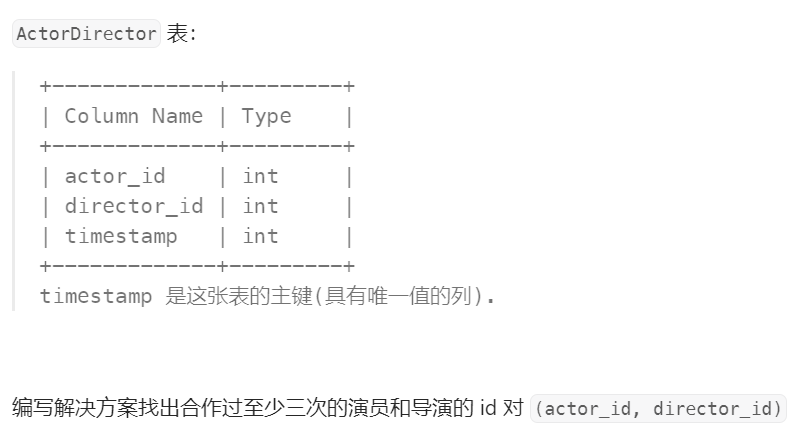 ActorDirector 表:
+-------------+---------+
| Column Name | Type    |
+-------------+---------+
| actor_id    | int     |
| director_id | int     |
| timestamp   | int     |
+-------------+---------+
timestamp 是这张表的主键(具有唯一值的列).
编写解决方案找出合作过至少三次的演员和导演的 id 对 (actor_id, director_id)